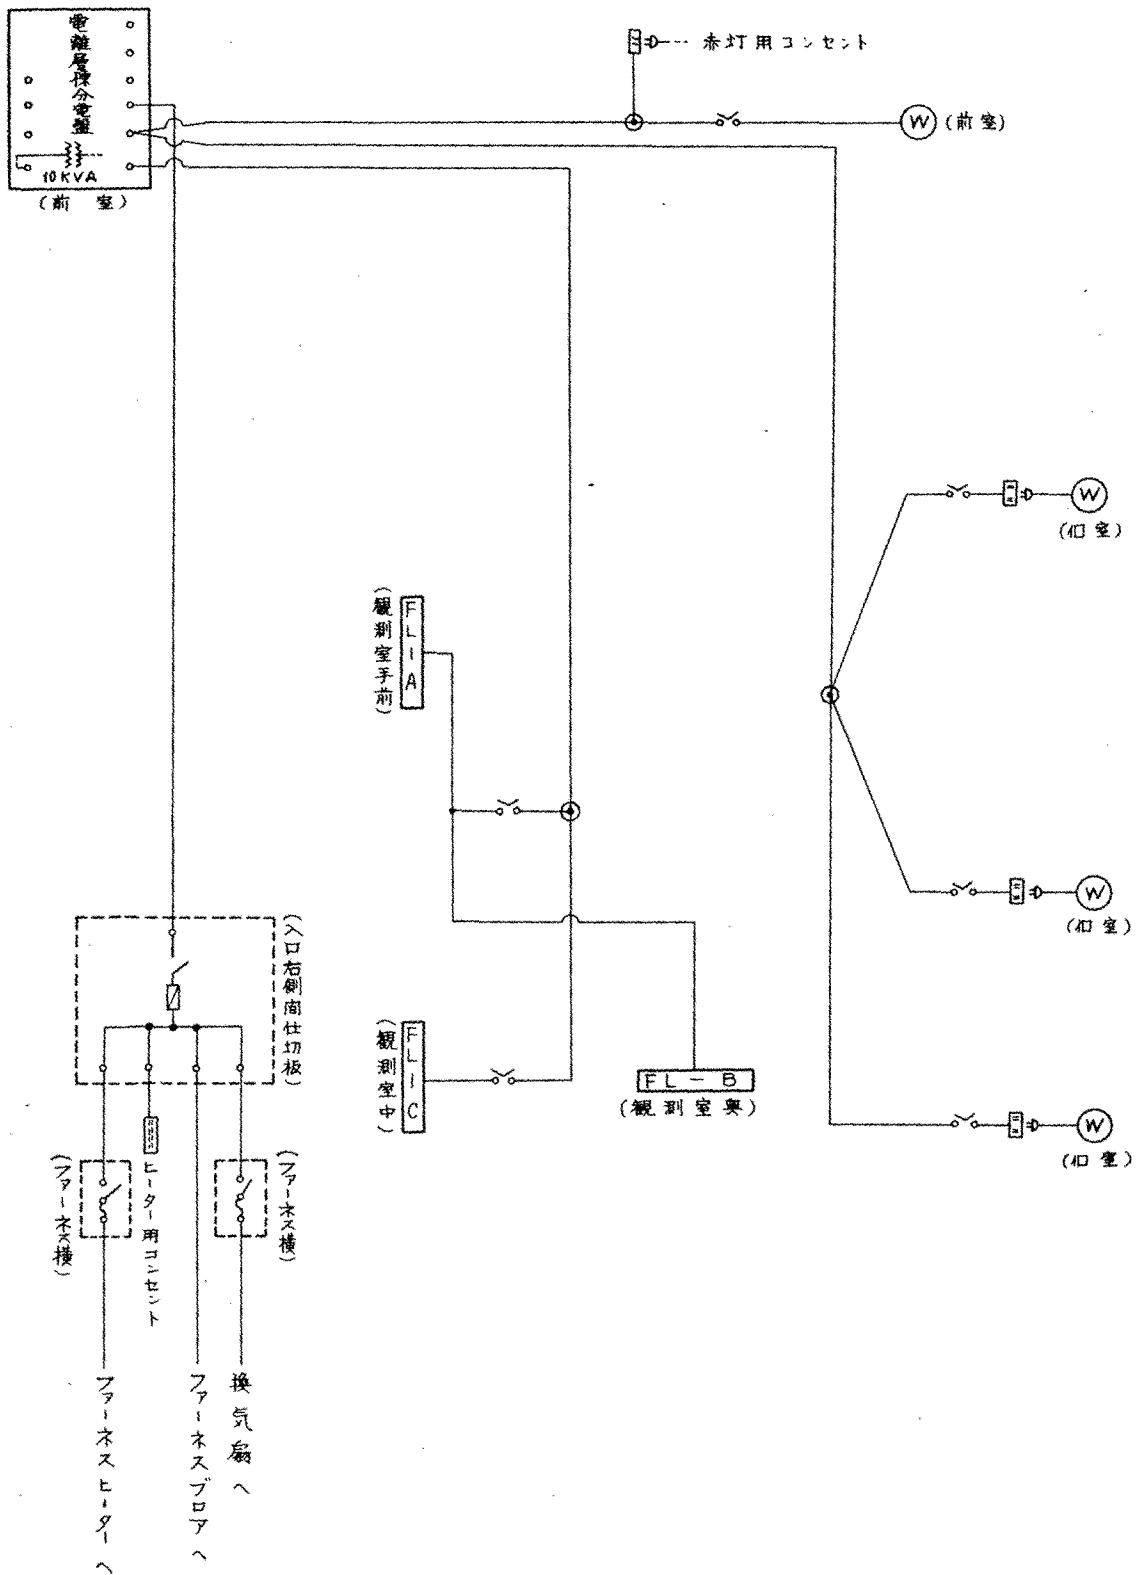 電離層棟分電盤
10KVA
(前室)
赤灯用コンセント
W
(前室)
W
(個室)
W
(個室)
W
(個室)
FL-A
(観測室手前)
FL-C
(観測室中)
FL-B
(観測室奥)
(入口右側間仕切板)
(ファーネス横)
ヒーター用コンセント
(ファーネス横)
ファーネスヒーターへ
ファーネスブロアへ
換気扇へ